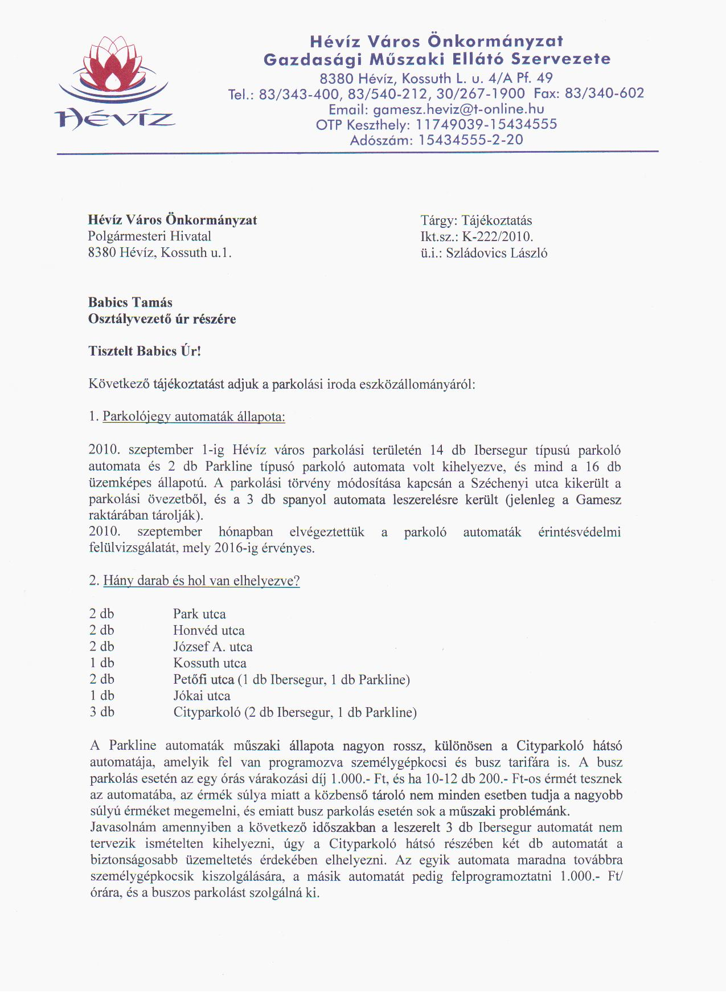 Hévíz Város Önkormányzat
Gazdasági Műszaki Ellátó Szervezete
8380 Hévíz, Kossuth L. u. 4/A Pf. 49
Tel.: 83/343-400, 83/540-212, 30/267-1900 Fax: 83/340-602
Email: gamesz.heviz@t-online.hu
OTP Keszthely: 11749039-15434555
Adószám: 15434555-2-20
Hévíz
Hévíz Város Önkormányzat
Polgármesteri Hivatal
8380 Hévíz, Kossuth u.1.
Tárgy: Tájékoztatás
Ikt.sz.: K-222/2010.
ü.i.: Szládovics László
Babics Tamás
Osztályvezető úr részére
Tisztelt Babics Úr!
Következő tájékoztatást adjuk a parkolási iroda eszközállományáról:
1. Parkolójegy automaták állapota:
2010. szeptember 1-ig Hévíz város parkolási területén 14 db Ibersegur típusú parkoló
automata és 2 db Parkline típusó parkoló automata volt kihelyezve, és mind a 16 db
üzemképes állapotú. A parkolási törvény módosítása kapcsán a Széchenyi utca kikerült a
parkolási övezetből, és a 3 db spanyol automata leszerelésre került (jelenleg a Gamesz
raktárában tárolják).
2010. szeptember hónapban elvégeztettük a parkoló automaták érintésvédelmi
felülvizsgálatát, mely 2016-ig érvényes.
2. Hány darab és hol van elhelyezve?
2 db Park utca
2 db Honvéd utca
2 db József A. utca
1 db Kossuth utca
2 db Petőfi utca (1 db Ibersegur, 1 db Parkline)
1 db Jókai utca
3 db Cityparkoló (2 db Ibersegur, 1 db Parkline)
A Parkline automaták műszaki állapota nagyon rossz, különösen a Cityparkoló hátsó
automatája, amelyik fel van programozva személygépkocsi és busz tarifára is. A busz
parkolás esetén az egy órás várakozási díj 1.000.- Ft, és ha 10-12 db 200.- Ft-os érmét tesznek
az automatába, az érmék súlya miatt a közbenső tároló nem minden esetben tudja a nagyobb
súlyú érméket megemelni, és emiatt busz parkolás esetén sok a műszaki problémánk.
Javasolnám amennyiben a következő időszakban a leszerelt 3 db Ibersegur automatát nem
tervezik ismételten kihelyezni, úgy a Cityparkoló hátsó részében két db automatát a
biztonságosabb üzemeltetés érdekében elhelyezni. Az egyik automata maradna továbbra
személygépkocsik kiszolgálására, a másik automatát pedig felprogramoztatni 1.000.- Ft/
órára, és a buszos parkolást szolgálná ki.